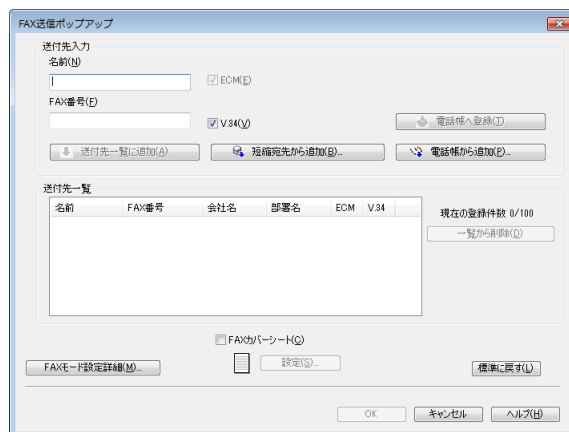 FAX送信ポップアップ
送付先入力
名前(N)
ECM(E)
FAX番号(F)
V.34(V)
電話帳へ登録(T)
送付先一覧に追加(A)
短縮宛先から追加(B)...
電話帳から追加(P)...
送付先一覧
名前 FAX番号 会社名 部署名 ECM V.34
現在の登録件数 0/100
一覧から削除(D)
FAXカバーシート(C)
FAXモード設定詳細(M)...
設定(S)...
標準に戻す(L)
OK キャンセル ヘルプ(H)